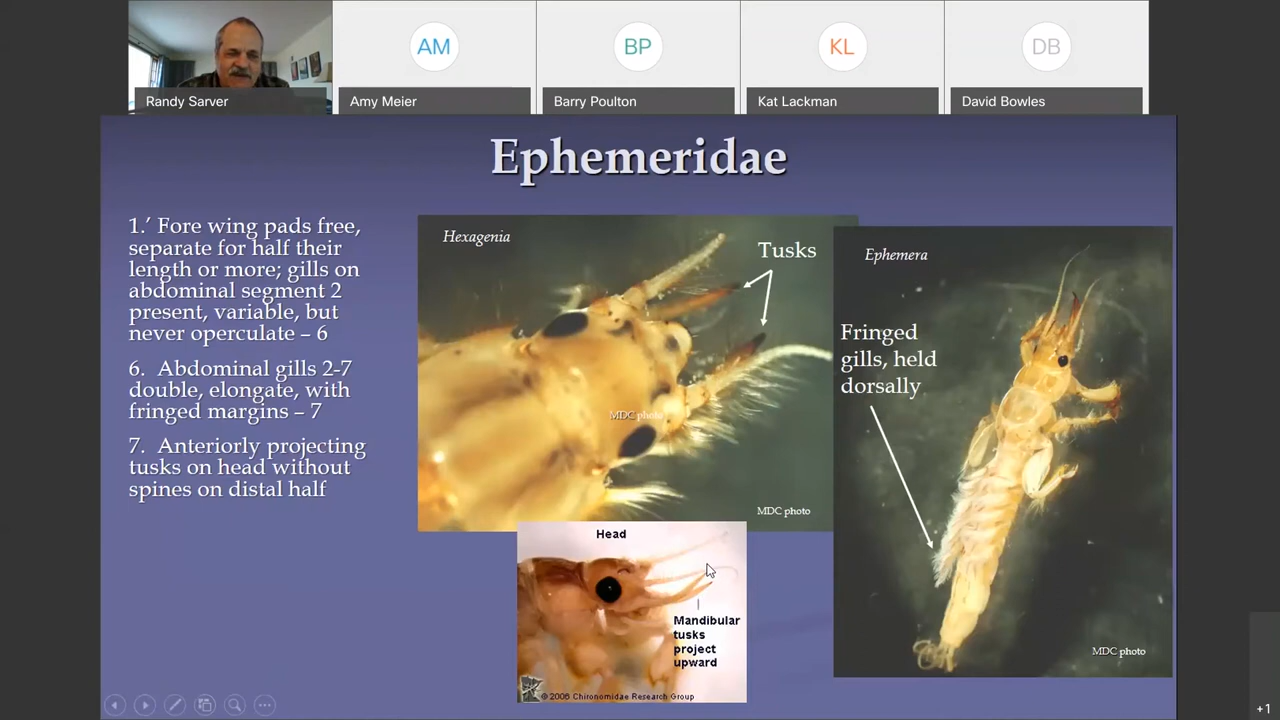 AM
BP
KL
DB
Randy Sarver
Amy Meier
Barry Poulton
Kat Lackman
David Bowles
Ephemeridae
1.′ Fore wing pads free,
separate for half their
length or more; gills on
abdominal segment 2
present, variable, but
never operculate – 6
6. Abdominal gills 2-7
double, elongate, with
fringed margins – 7
7. Anteriorly projecting
tusks on head without
spines on distal half
Hexagenia
Tusks
MDC photo
MDC photo
Ephemera
Fringed
gills, held
dorsally
MDC photo
Head
Mandibular
tusks
project
upward
© 2006 Chironomidae Research Group
+1